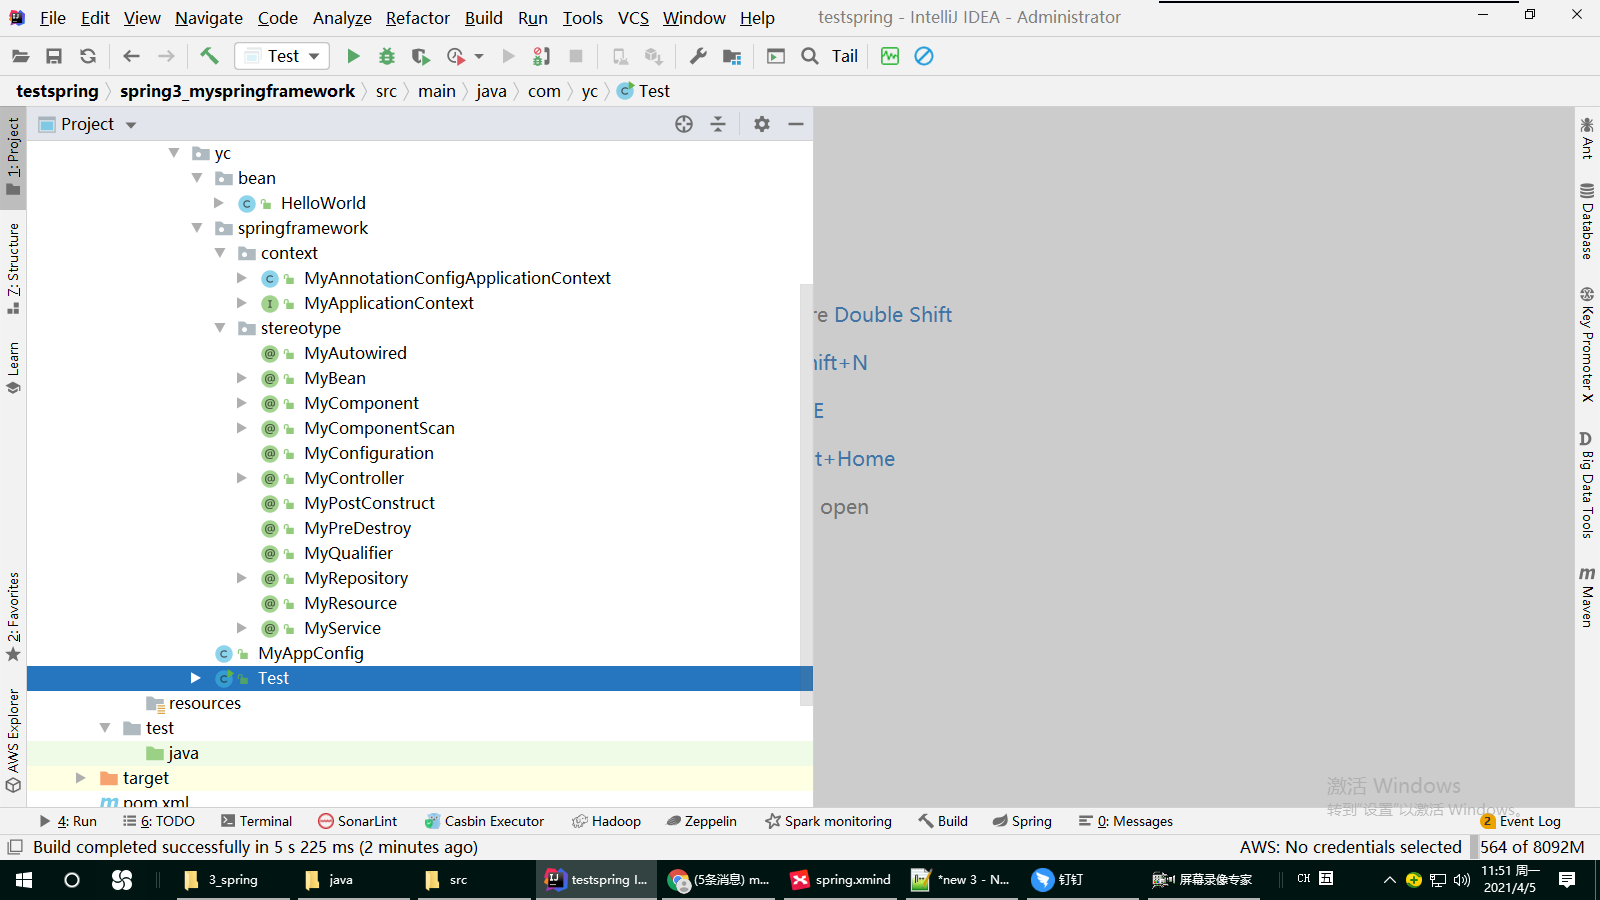 File Edit View Navigate Code Analyze Refactor Build Run Tools VCS Window Help testspring - IntelliJ IDEA - Administrator
Test Tail
testspring spring3_myspringframework src main java com yc Test
Project
1: Project
7: Structure
Learn
2: Favorites
AWS Explorer
yc
bean
HelloWorld
springframework
context
MyAnnotationConfigApplicationContext
MyApplicationContext
stereotype
MyAutowired
MyBean
MyComponent
MyComponentScan
MyConfiguration
MyController
MyPostConstruct
MyPreDestroy
MyQualifier
MyRepository
MyResource
MyService
MyAppConfig
Test
resources
test
java
target
pom.xml
re Double Shift
hift+N
E
t+Home
open
Ant
Database
Key Promoter X
Big Data Tools
Maven
激活 Windows
转到"设置"以激活 Windows。
4: Run 6: TODO Terminal SonarLint Casbin Executor Hadoop Zeppelin Spark monitoring Build Spring 0: Messages 2 Event Log
Build completed successfully in 5 s 225 ms (2 minutes ago) AWS: No credentials selected 564 of 8092M
3_spring java src testspring I... (5条消息) m... spring.xmind *new 3 - N... 钉钉 屏幕录像专家 CH 五 11:51 周一
2021/4/5